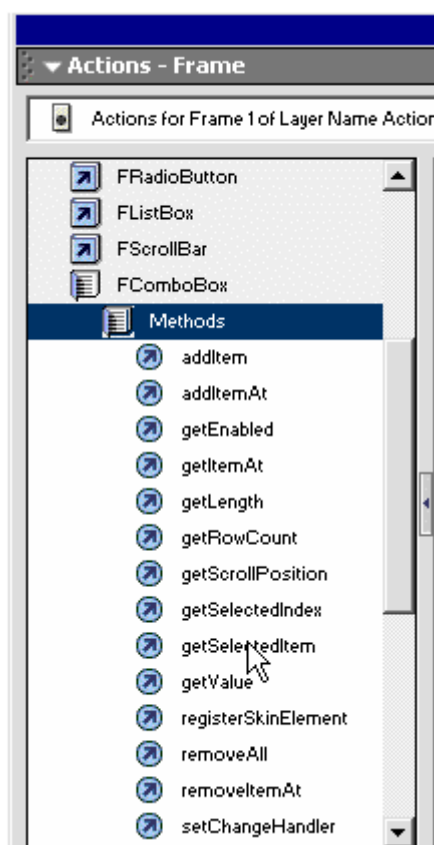 Actions - Frame
Actions for Frame 1 of Layer Name Action
FRadioButton
FListBox
FScrollBar
FComboBox
Methods
addItem
addItemAt
getEnabled
getItemAt
getLength
getRowCount
getScrollPosition
getSelectedIndex
getSelectedItem
getValue
registerSkinElement
removeAll
removeItemAt
setChangeHandler